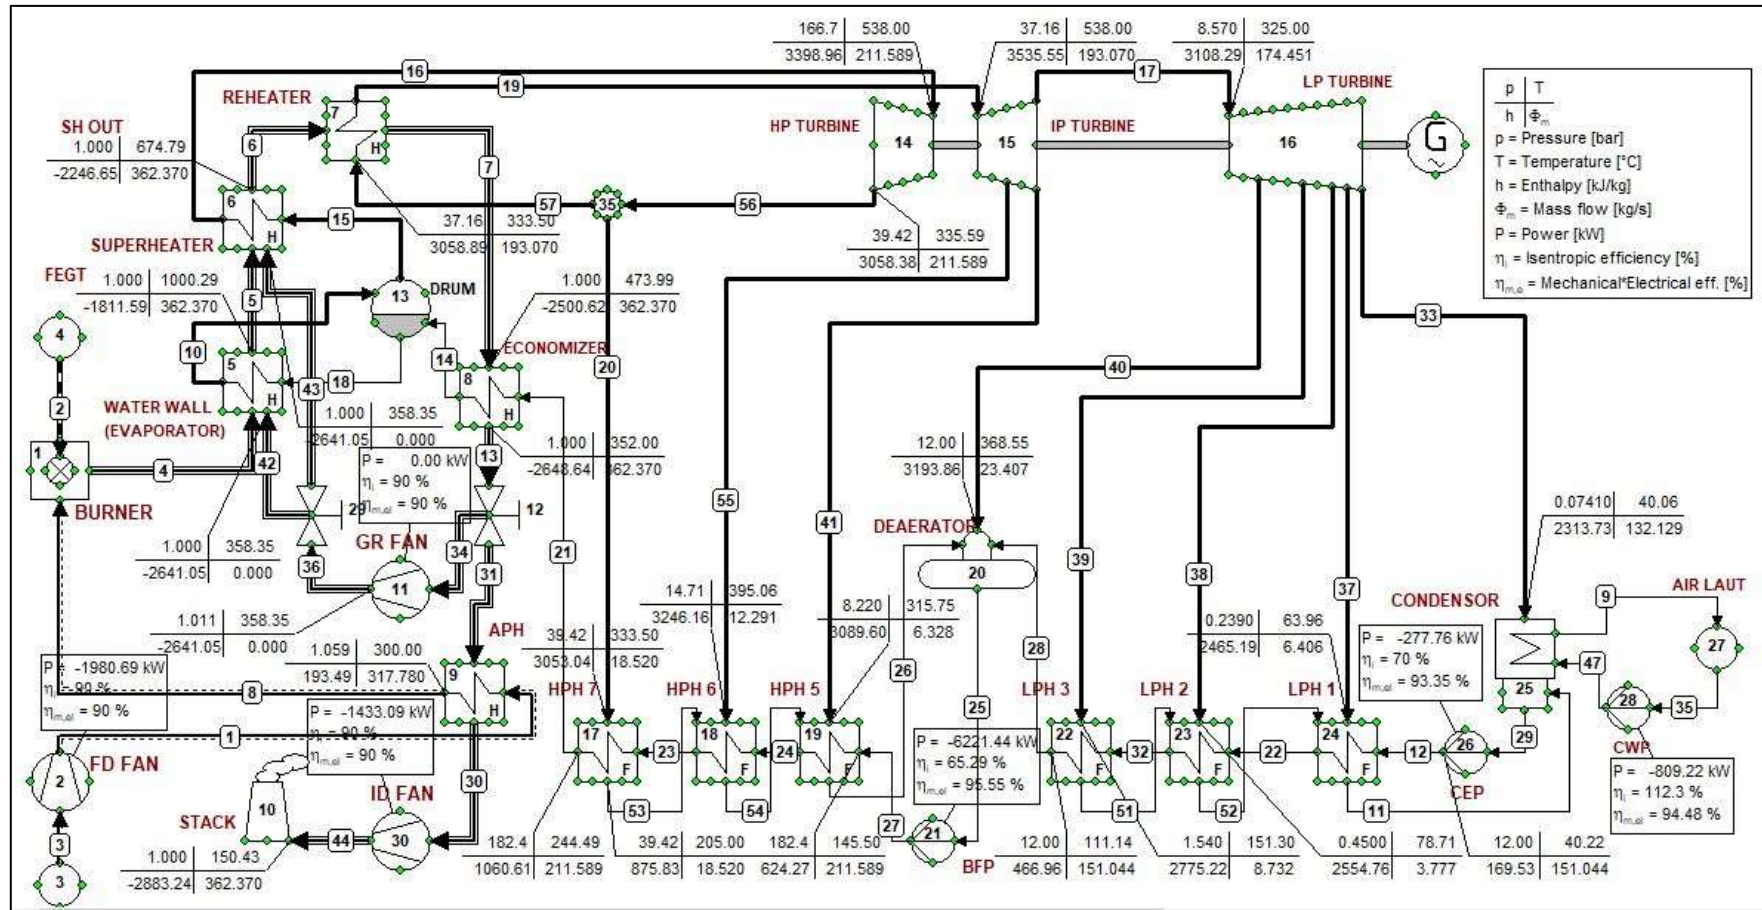 166.7 538.00
3398.96 211.589
37.16 538.00
3535.55 193.070
8.570 325.00
3108.29 174.451
LP TURBINE
16
19
17
REHEATER
7
H
HP TURBINE
14
15
IP TURBINE
16
G
p T
h Φm
p = Pressure [bar]
T = Temperature [°C]
h = Enthalpy [kJ/kg]
Φm = Mass flow [kg/s]
P = Power [kW]
ηi = Isentropic efficiency [%]
ηm,e = Mechanical*Electrical eff. [%]
SH OUT
1.000 674.79
-2246.65 362.370
6
7
6
H
15
57
35
56
SUPERHEATER
37.16 333.50
3058.89 193.070
39.42 335.59
3058.38 211.589
FEGT
1.000 1000.29
-1811.59 362.370
5
13
DRUM
1.000 473.99
-2500.62 362.370
33
4
10
5
H
43
18
14
ECONOMIZER
8
H
20
40
2
WATER WALL
(EVAPORATOR)
1.000 358.35
-2641.05 0.000
1.000 352.00
-2648.64 362.370
13
12.00 368.55
3193.86 23.407
1
4
42
P = 0.00 kW
ηi = 90 %
ηm,el = 90 %
BURNER
29
12
GR FAN
55
41
DEAERATOR
0.07410 40.06
2313.73 132.129
1.000 358.35
-2641.05 0.000
36
34
11
31
21
20
39
38
37
CONDENSOR
9
AIR LAUT
1.011 358.35
-2641.05 0.000
APH
14.71 395.06
3246.16 12.291
8.220 315.75
3089.60 6.328
0.2390 63.96
2465.19 6.406
P = -277.76 kW
ηi = 70 %
ηm,el = 93.35 %
27
47
1.059 300.00
193.49 317.780
39.42 333.50
3053.04 18.520
26
28
P = -1980.69 kW
ηi = 90 %
ηm,el = 90 %
8
9
H
HPH 7
HPH 6
HPH 5
LPH 3
LPH 2
LPH 1
25
28
35
P = -1433.09 kW
ηi = 90 %
ηm,el = 90 %
1
25
17
F
23
18
F
24
19
F
P = -6221.44 kW
ηi = 65.29 %
ηm,el = 95.55 %
22
F
32
23
F
22
24
F
12
26
29
CWP
2
FD FAN
30
CEP
P = -809.22 kW
ηi = 112.3 %
ηm,el = 94.48 %
ID FAN
10
STACK
53
54
27
21
51
52
11
3
44
30
BFP
3
1.000 150.43
-2883.24 362.370
182.4 244.49
1060.61 211.589
39.42 205.00
875.83 18.520
182.4 145.50
624.27 211.589
12.00 111.14
466.96 151.044
1.540 151.30
2775.22 8.732
0.4500 78.71
2554.76 3.777
12.00 40.22
169.53 151.044